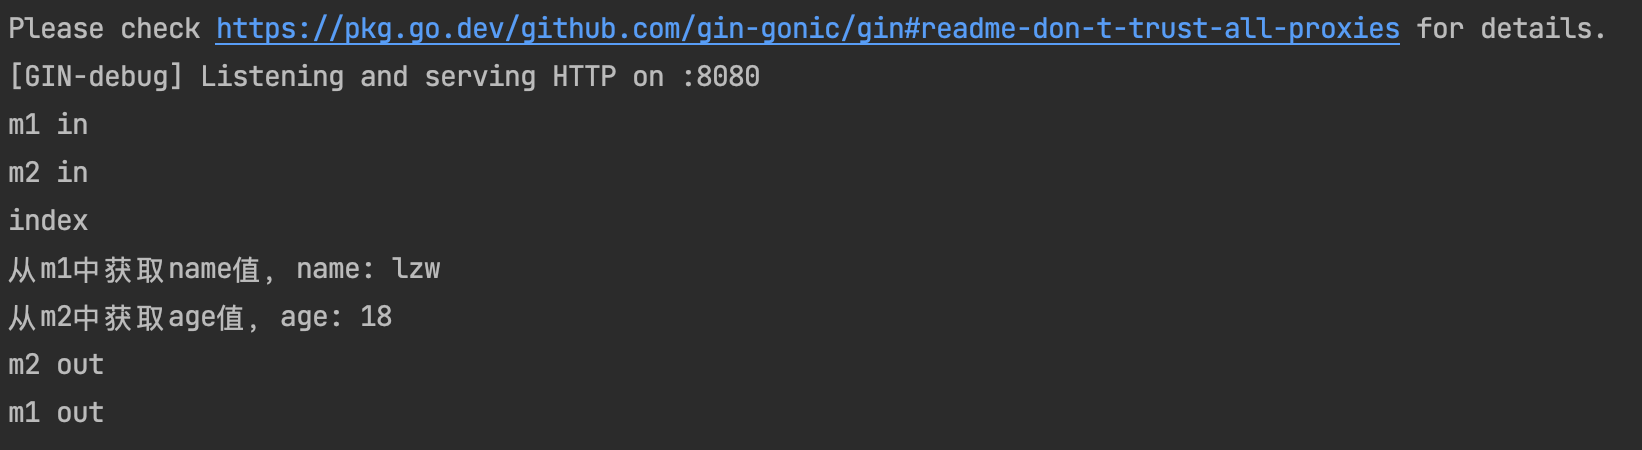 Please check https://pkg.go.dev/github.com/gin-gonic/gin#readme-don-t-trust-all-proxies for details.
[GIN-debug] Listening and serving HTTP on :8080
m1 in
m2 in
index
从m1中获取name值, name: lzw
从m2中获取age值, age: 18
m2 out
m1 out